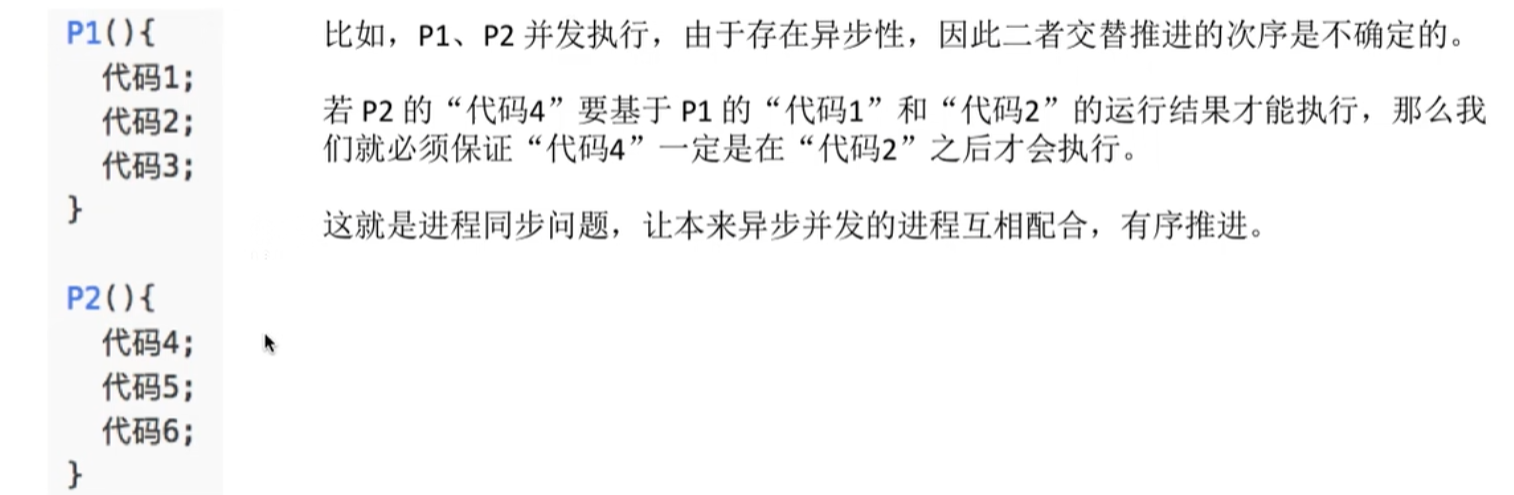 P1(){
代码1;
代码2;
代码3;
}
P2(){
代码4;
代码5;
代码6;
}
比如，P1、P2 并发执行，由于存在异步性，因此二者交替推进的次序是不确定的。
若 P2 的“代码4”要基于 P1 的“代码1”和“代码2”的运行结果才能执行，那么我
们就必须保证“代码4”一定是在“代码2”之后才会执行。
这就是进程同步问题，让本来异步并发的进程互相配合，有序推进。